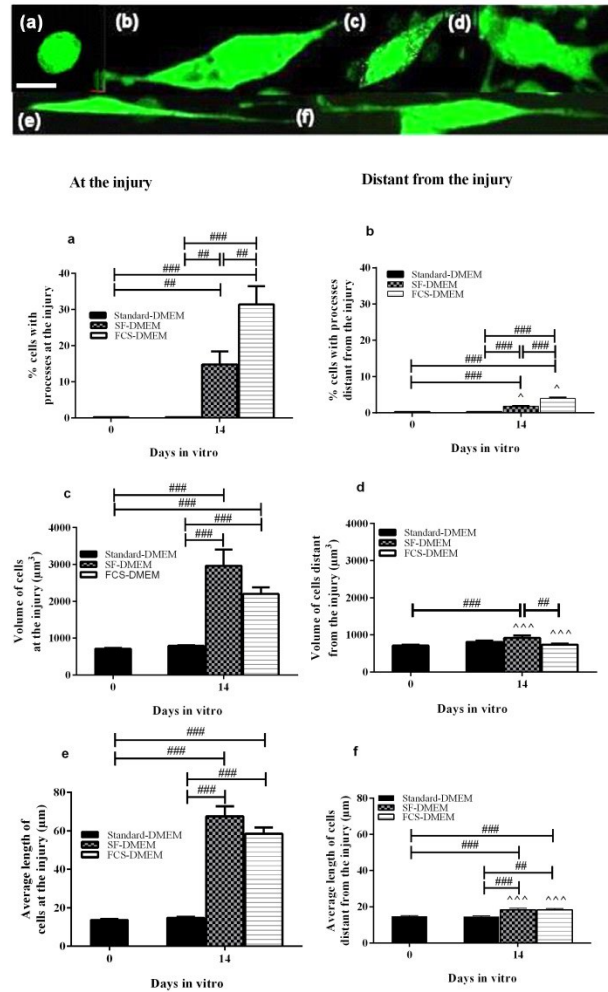 (a)
(b)
(c)
(d)
(e)
(f)
At the injury
Distant from the injury
a
###
##
##
###
##
% cells with
processes at the injury
40
30
20
10
0
Standard-DMEM
SF-DMEM
FCS-DMEM
0
14
Days in vitro
b
###
###
###
###
###
^
^
% cells with processes
distant from the injury
40
30
20
10
0
Standard-DMEM
SF-DMEM
FCS-DMEM
0
14
Days in vitro
c
###
###
###
###
Volume of cells
at the injury (µm³)
4000
3000
2000
1000
0
Standard-DMEM
SF-DMEM
FCS-DMEM
0
14
Days in vitro
d
###
##
^^^
^^^
Volume of cells distant
from the injury (µm³)
4000
3000
2000
1000
0
Standard-DMEM
SF-DMEM
FCS-DMEM
0
14
Days in vitro
e
###
###
###
###
Average length of
cells at the injury (µm)
80
60
40
20
0
Standard-DMEM
SF-DMEM
FCS-DMEM
0
14
Days in vitro
f
###
###
##
###
^^^
^^^
Average length of cells
distant from the injury (µm)
80
60
40
20
0
Standard-DMEM
SF-DMEM
FCS-DMEM
0
14
Days in vitro